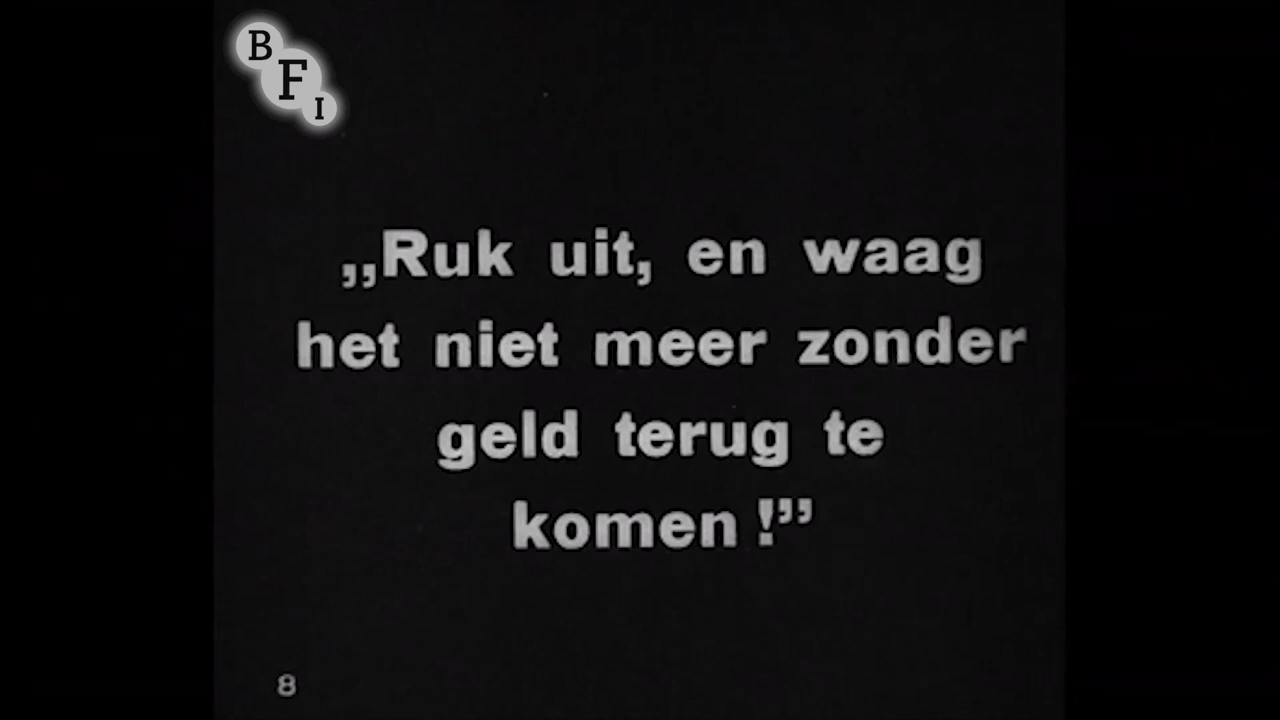 BFI
„Ruk uit, en waag
het niet meer zonder
geld terug te
komen !”
8